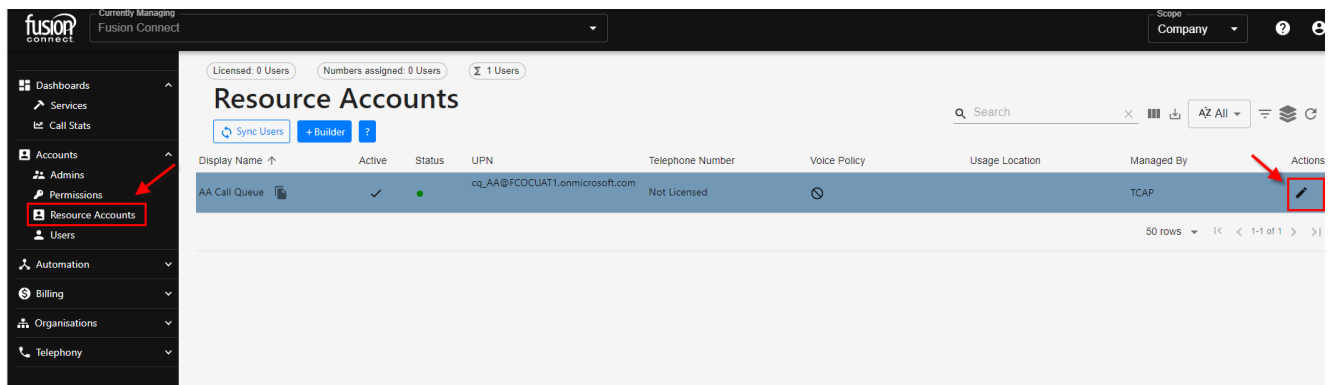 fusion
connect
Currently Managing
Fusion Connect
Scope
Company
Dashboards
Services
Call Stats
Accounts
Admins
Permissions
Resource Accounts
Users
Automation
Billing
Organisations
Telephony
Licensed: 0 Users Numbers assigned: 0 Users Σ 1 Users
Resource Accounts
Sync Users +Builder ?
Search AZ All
Display Name Active Status UPN Telephone Number Voice Policy Usage Location Managed By Actions
AA Call Queue cq_AA@FCOCUAT1.onmicrosoft.com Not Licensed TCAP
50 rows 1-1 of 1